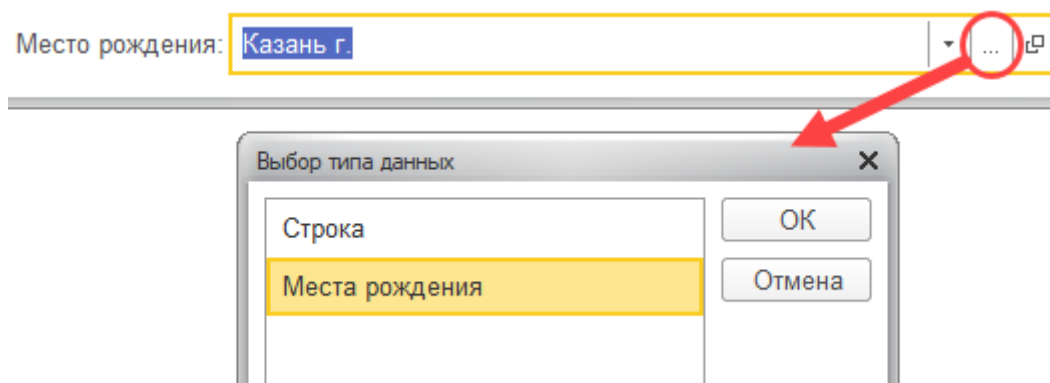 Место рождения: Казань г. ...
Выбор типа данных
Строка
ОК
Места рождения
Отмена